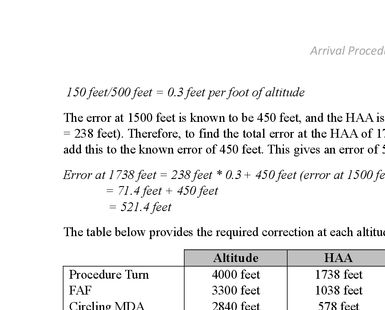 Arrival Proced
150 feet/500 feet = 0.3 feet per foot of altitude
The error at 1500 feet is known to be 450 feet, and the HAA is
= 238 feet). Therefore, to find the total error at the HAA of 17
add this to the known error of 450 feet. This gives an error of 5
Error at 1738 feet = 238 feet * 0.3 + 450 feet (error at 1500 fe
= 71.4 feet + 450 feet
= 521.4 feet
The table below provides the required correction at each altitu
Altitude HAA
Procedure Turn 4000 feet 1738 feet
FAF 3300 feet 1038 feet
Circling MDA 2840 feet 578 feet